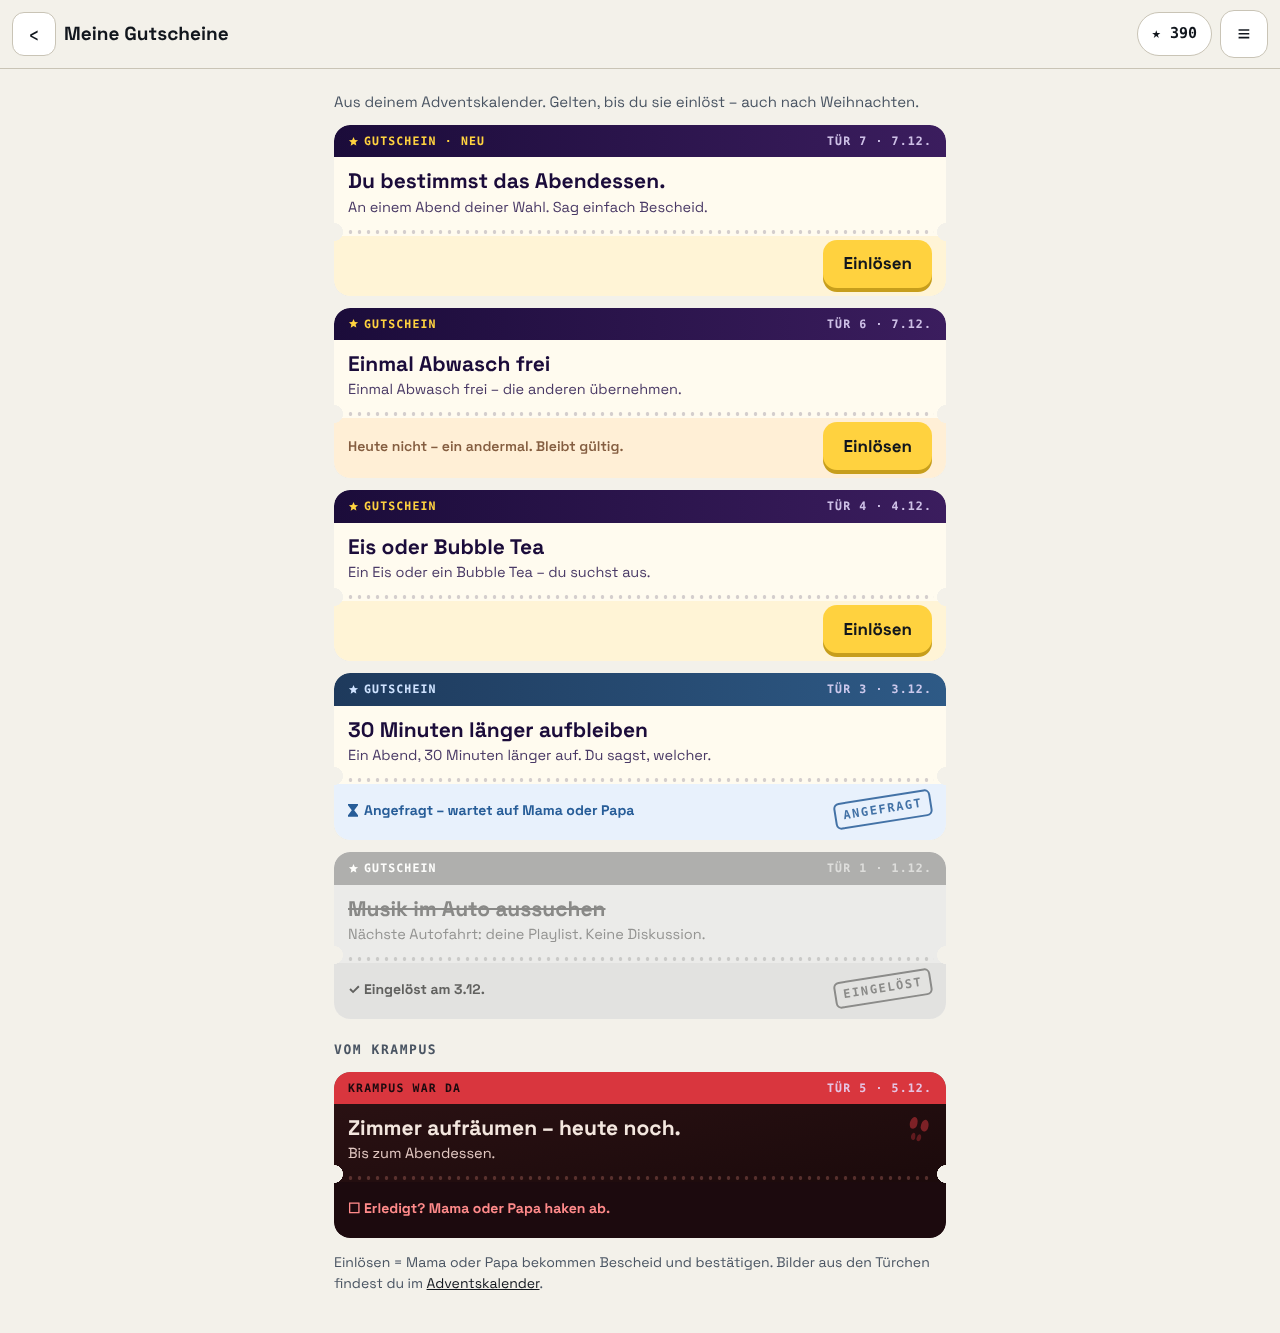 < Meine Gutscheine ★ 390 ≡
Aus deinem Adventskalender. Gelten, bis du sie einlöst – auch nach Weihnachten.
★ GUTSCHEIN · NEU TÜR 7 · 7.12.
Du bestimmst das Abendessen.
An einem Abend deiner Wahl. Sag einfach Bescheid.
Einlösen
★ GUTSCHEIN TÜR 6 · 7.12.
Einmal Abwasch frei
Einmal Abwasch frei – die anderen übernehmen.
Heute nicht – ein andermal. Bleibt gültig. Einlösen
★ GUTSCHEIN TÜR 4 · 4.12.
Eis oder Bubble Tea
Ein Eis oder ein Bubble Tea – du suchst aus.
Einlösen
★ GUTSCHEIN TÜR 3 · 3.12.
30 Minuten länger aufbleiben
Ein Abend, 30 Minuten länger auf. Du sagst, welcher.
⧗ Angefragt – wartet auf Mama oder Papa ANGEFRAGT
★ GUTSCHEIN TÜR 1 · 1.12.
Musik im Auto aussuchen
Nächste Autofahrt: deine Playlist. Keine Diskussion.
✓ Eingelöst am 3.12. EINGELÖST
VOM KRAMPUS
KRAMPUS WAR DA TÜR 5 · 5.12.
Zimmer aufräumen – heute noch.
Bis zum Abendessen.
☐ Erledigt? Mama oder Papa haken ab.
Einlösen = Mama oder Papa bekommen Bescheid und bestätigen. Bilder aus den Türchen
findest du im Adventskalender.